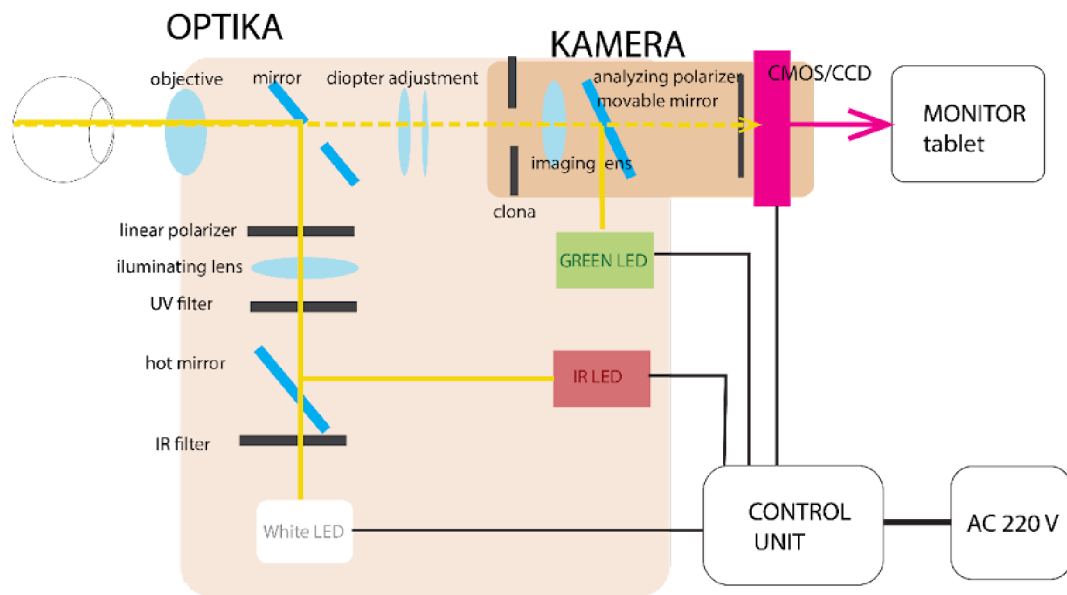 OPTIKA
KAMERA
objective
mirror
diopter adjustment
analyzing polarizer
movable mirror
CMOS/CCD
MONITOR
tablet
imaging lens
clona
linear polarizer
iluminating lens
UV filter
GREEN LED
hot mirror
IR LED
IR filter
White LED
CONTROL
UNIT
AC 220 V